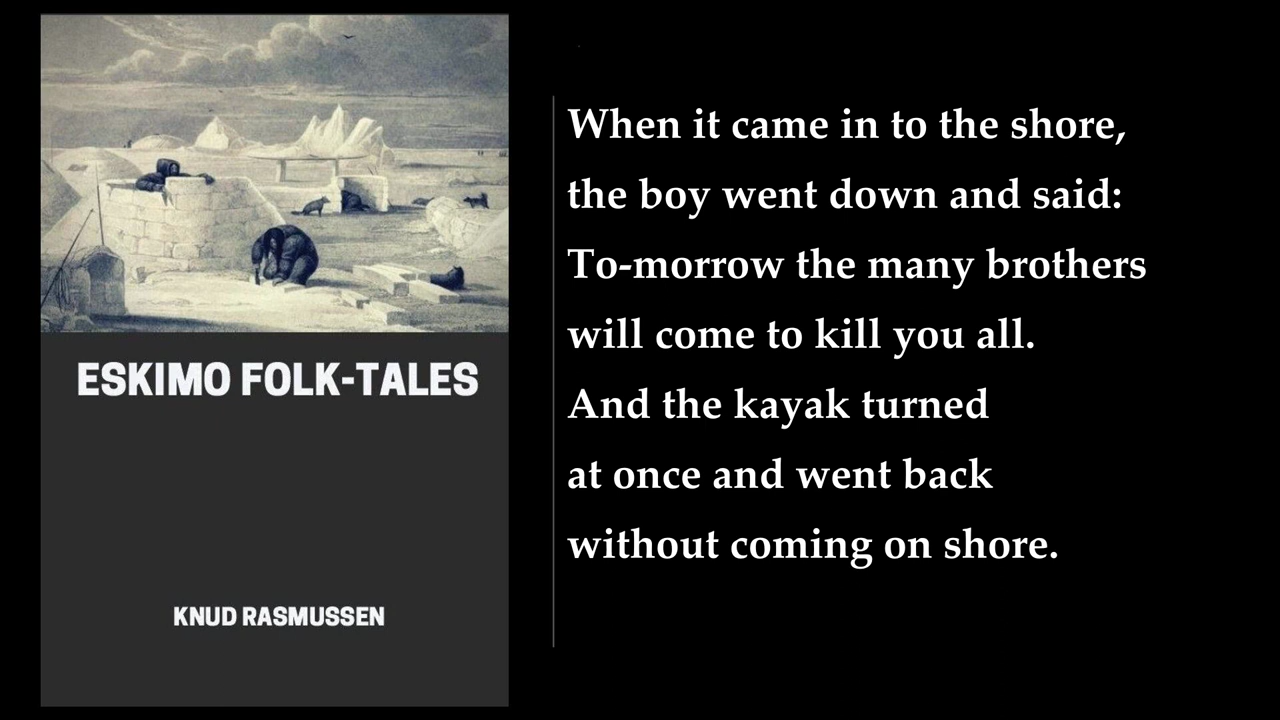 ESKIMO FOLK-TALES
KNUD RASMUSSEN
When it came in to the shore,
the boy went down and said:
To-morrow the many brothers
will come to kill you all.
And the kayak turned
at once and went back
without coming on shore.